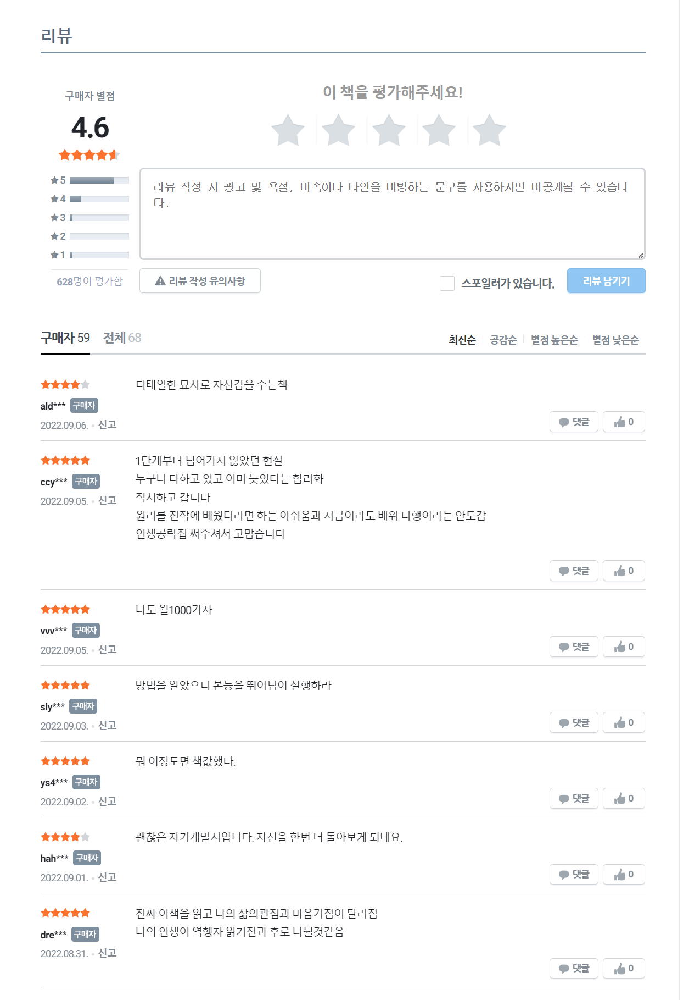 리뷰
구매자 별점
4.6
5
4
3
2
1
628명이 평가함
이 책을 평가해주세요!
리뷰 작성 시 광고 및 욕설, 비속어나 타인을 비방하는 문구를 사용하시면 비공개될 수 있습니
다.
리뷰 작성 유의사항
스포일러가 있습니다.
리뷰 남기기
구매자 59 전체 68
최신순 공감순 별점 높은순 별점 낮은순
디테일한 묘사로 자신감을 주는책
ald*** 구매자
2022.09.06. 신고
댓글 0
1단계부터 넘어가지 않았던 현실
누구나 다하고 있고 이미 늦었다는 합리화
직시하고 갑니다
원리를 진작에 배웠더라면 하는 아쉬움과 지금이라도 배워 다행이라는 안도감
인생공략집 써주셔서 고맙습니다
ccy*** 구매자
2022.09.05. 신고
댓글 0
나도 월1000가자
vvv*** 구매자
2022.09.05. 신고
댓글 0
방법을 알았으니 본능을 뛰어넘어 실행하라
sly*** 구매자
2022.09.03. 신고
댓글 0
뭐 이정도면 책값했다.
ys4*** 구매자
2022.09.02. 신고
댓글 0
괜찮은 자기개발서입니다. 자신을 한번 더 돌아보게 되네요.
hah*** 구매자
2022.09.01. 신고
댓글 0
진짜 이책을 읽고 나의 삶의관점과 마음가짐이 달라짐
나의 인생이 역행자 읽기전과 후로 나뉠것같음
dre*** 구매자
2022.08.31. 신고
댓글 0